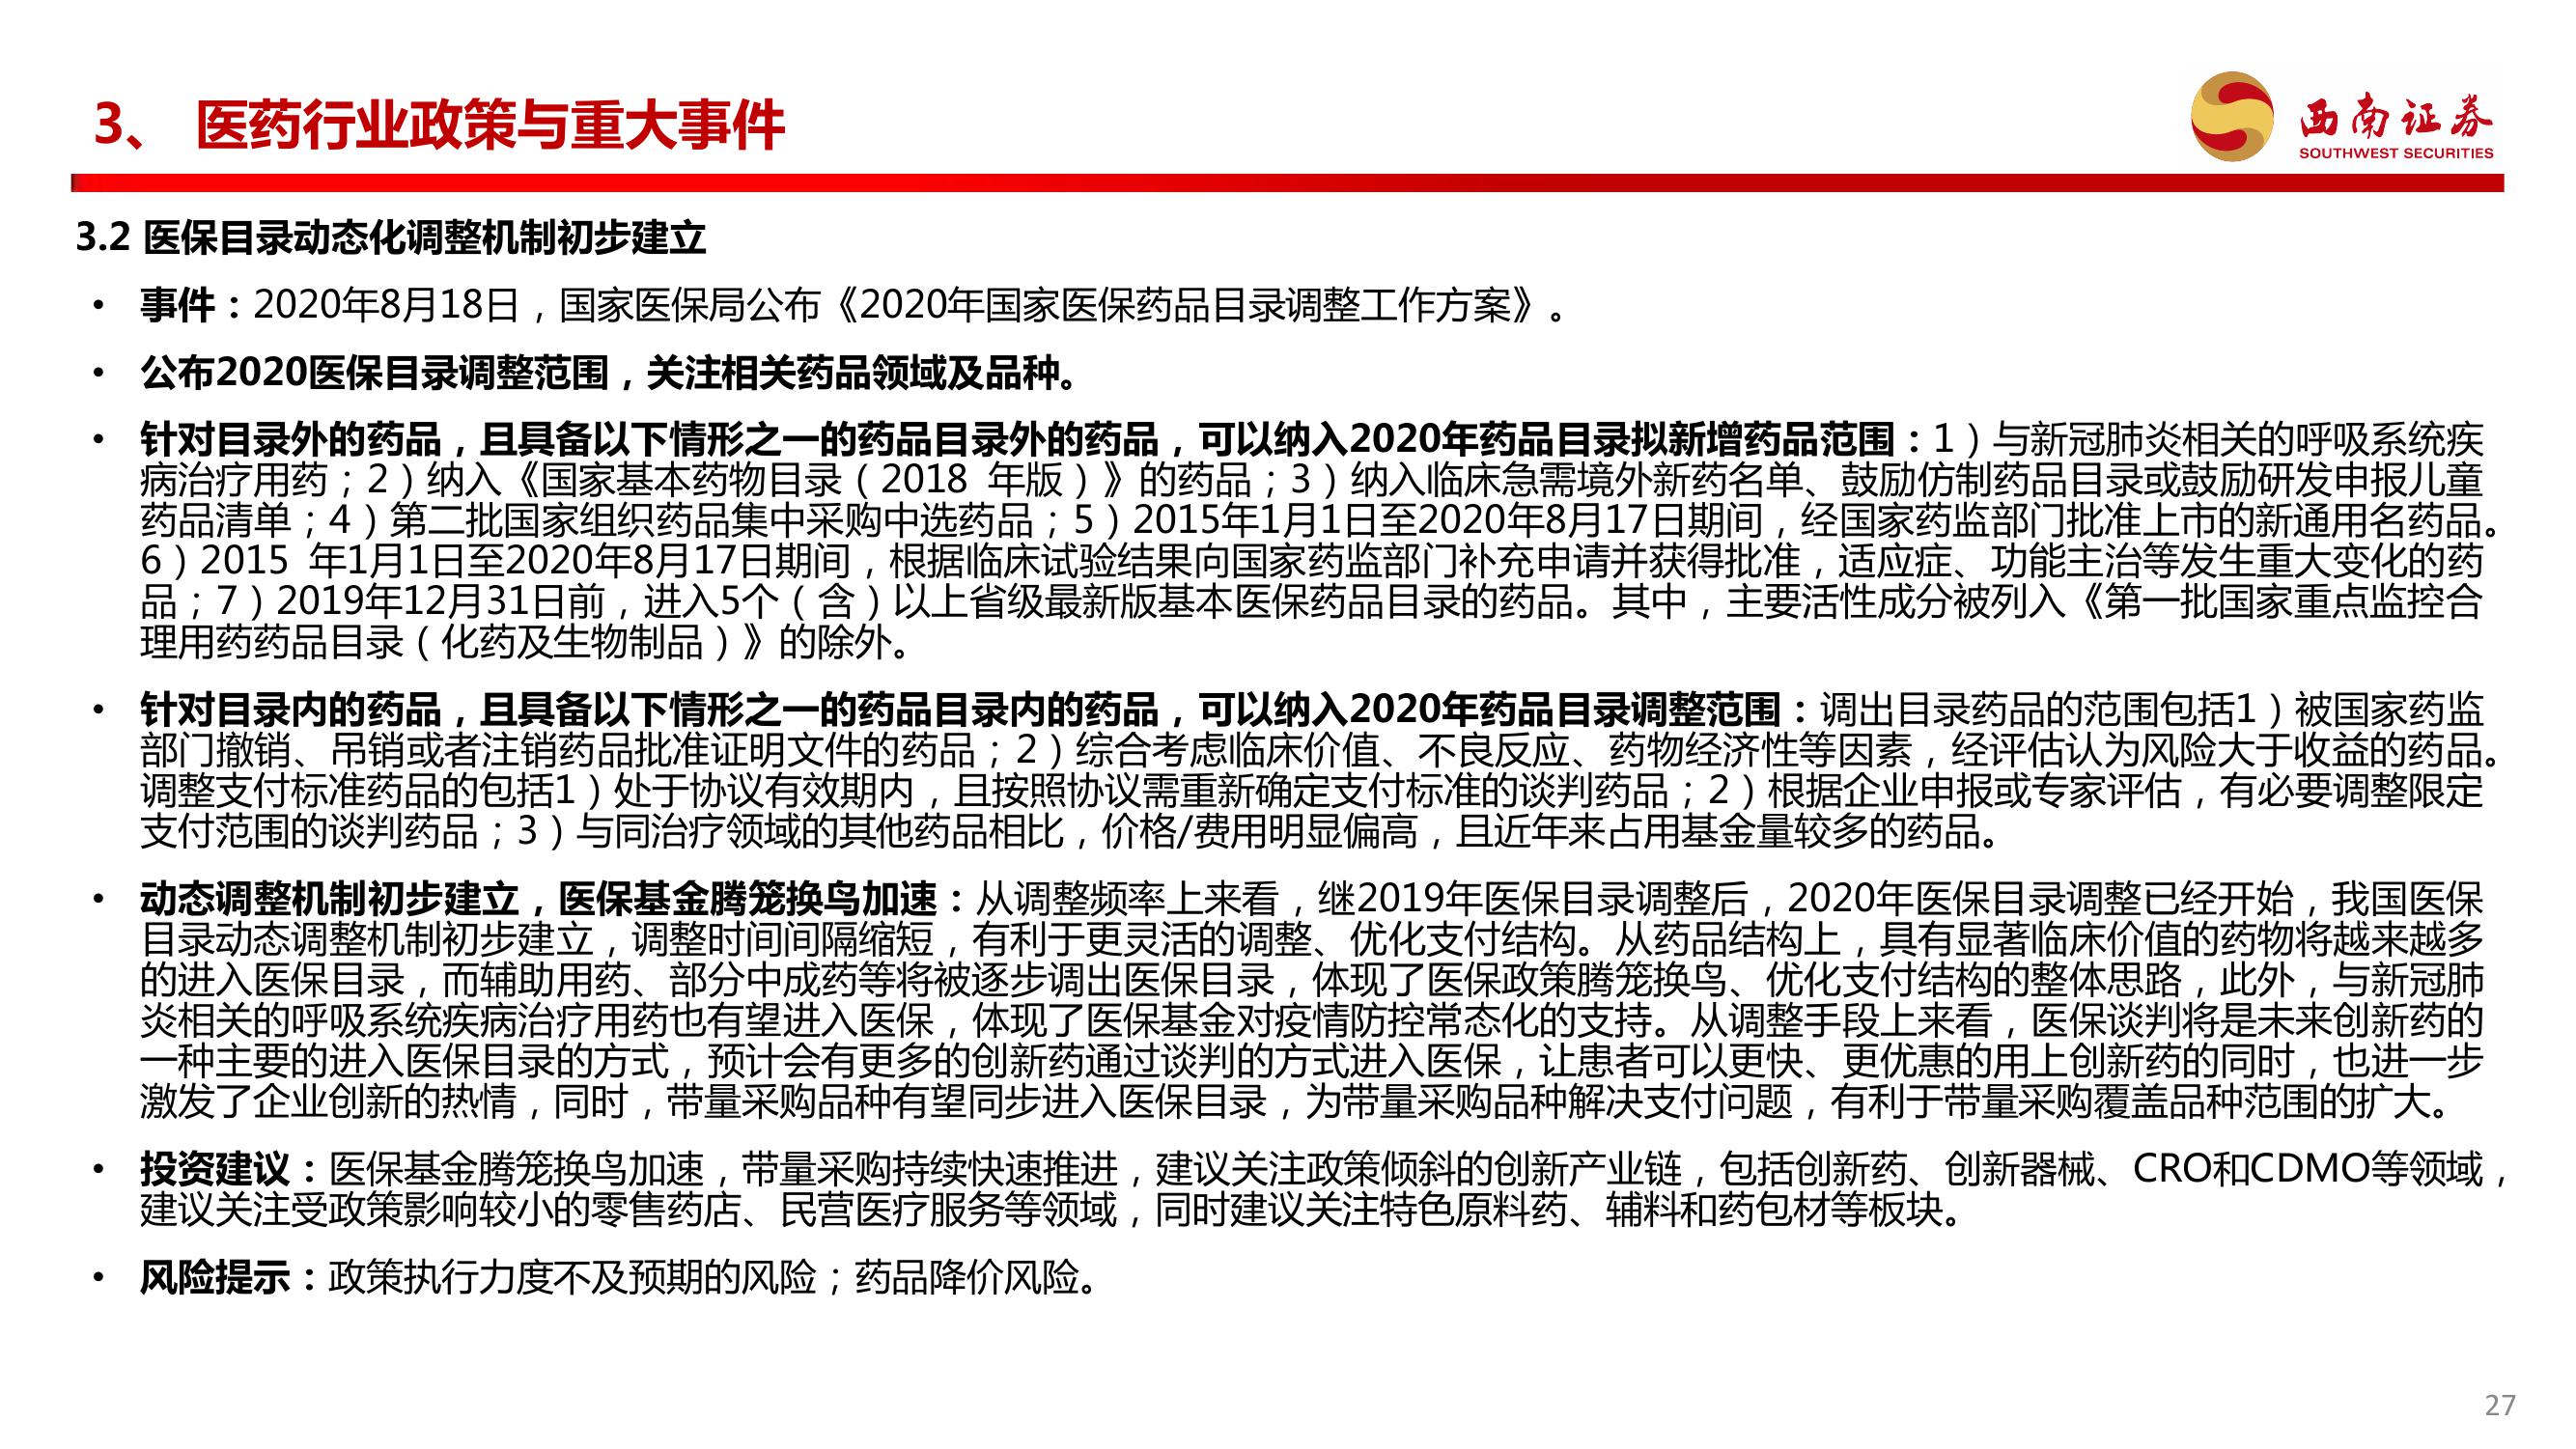 3、 医药行业政策与重大事件
西南证券
SOUTHWEST SECURITIES
3.2 医保目录动态化调整机制初步建立
• 事件：2020年8月18日，国家医保局公布《2020年国家医保药品目录调整工作方案》。
• 公布2020医保目录调整范围，关注相关药品领域及品种。
• 针对目录外的药品，且具备以下情形之一的药品目录外的药品，可以纳入2020年药品目录拟新增药品范围：1）与新冠肺炎相关的呼吸系统疾
病治疗用药；2）纳入《国家基本药物目录（2018 年版）》的药品；3）纳入临床急需境外新药名单、鼓励仿制药品目录或鼓励研发申报儿童
药品清单；4）第二批国家组织药品集中采购中选药品；5）2015年1月1日至2020年8月17日期间，经国家药监部门批准上市的新通用名药品。
6）2015 年1月1日至2020年8月17日期间，根据临床试验结果向国家药监部门补充申请并获得批准，适应症、功能主治等发生重大变化的药
品；7）2019年12月31日前，进入5个（含）以上省级最新版基本医保药品目录的药品。其中，主要活性成分被列入《第一批国家重点监控合
理用药药品目录（化药及生物制品）》的除外。
• 针对目录内的药品，且具备以下情形之一的药品目录内的药品，可以纳入2020年药品目录调整范围：调出目录药品的范围包括1）被国家药监
部门撤销、吊销或者注销药品批准证明文件的药品；2）综合考虑临床价值、不良反应、药物经济性等因素，经评估认为风险大于收益的药品。
调整支付标准药品的包括1）处于协议有效期内，且按照协议需重新确定支付标准的谈判药品；2）根据企业申报或专家评估，有必要调整限定
支付范围的谈判药品；3）与同治疗领域的其他药品相比，价格/费用明显偏高，且近年来占用基金量较多的药品。
• 动态调整机制初步建立，医保基金腾笼换鸟加速：从调整频率上来看，继2019年医保目录调整后，2020年医保目录调整已经开始，我国医保
目录动态调整机制初步建立，调整时间间隔缩短，有利于更灵活的调整、优化支付结构。从药品结构上，具有显著临床价值的药物将越来越多
的进入医保目录，而辅助用药、部分中成药等将被逐步调出医保目录，体现了医保政策腾笼换鸟、优化支付结构的整体思路，此外，与新冠肺
炎相关的呼吸系统疾病治疗用药也有望进入医保，体现了医保基金对疫情防控常态化的支持。从调整手段上来看，医保谈判将是未来创新药的
一种主要的进入医保目录的方式，预计会有更多的创新药通过谈判的方式进入医保，让患者可以更快、更优惠的用上创新药的同时，也进一步
激发了企业创新的热情，同时，带量采购品种有望同步进入医保目录，为带量采购品种解决支付问题，有利于带量采购覆盖品种范围的扩大。
• 投资建议：医保基金腾笼换鸟加速，带量采购持续快速推进，建议关注政策倾斜的创新产业链，包括创新药、创新器械、CRO和CDMO等领域，
建议关注受政策影响较小的零售药店、民营医疗服务等领域，同时建议关注特色原料药、辅料和药包材等板块。
• 风险提示：政策执行力度不及预期的风险；药品降价风险。
27